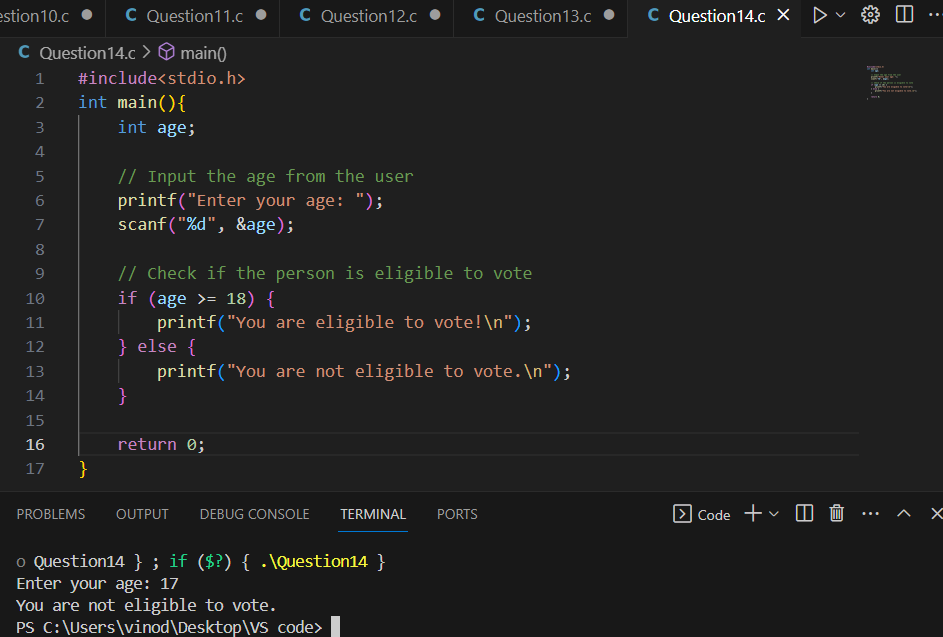 estion10.c ● C Question11.c ● C Question12.c ● C Question13.c ● C Question14.c ✕
C Question14.c > main()
1 #include<stdio.h>
2 int main(){
3     int age;
4
5     // Input the age from the user
6     printf("Enter your age: ");
7     scanf("%d", &age);
8
9     // Check if the person is eligible to vote
10     if (age >= 18) {
11         printf("You are eligible to vote!\n");
12     } else {
13         printf("You are not eligible to vote.\n");
14     }
15
16     return 0;
17 }
PROBLEMS OUTPUT DEBUG CONSOLE TERMINAL PORTS Code
o Question14 } ; if ($?) { .\Question14 }
Enter your age: 17
You are not eligible to vote.
PS C:\Users\vinod\Desktop\VS code>